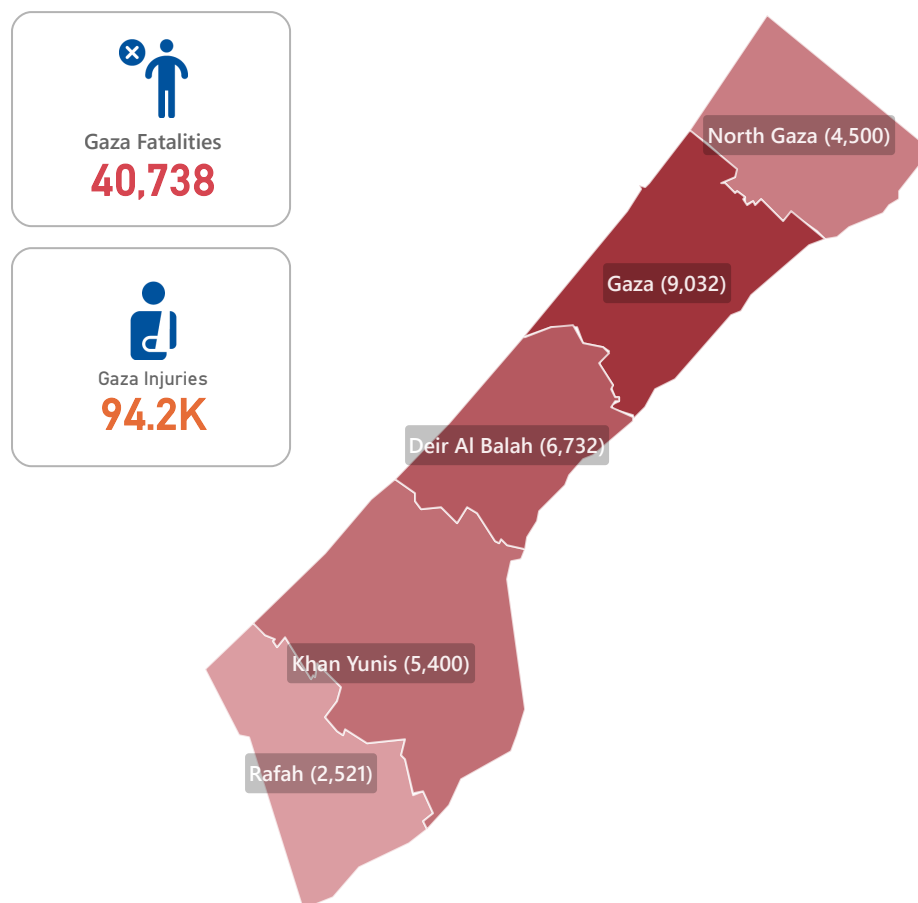 Gaza Fatalities
40,738
Gaza Injuries
94.2K
North Gaza (4,500)
Gaza (9,032)
Deir Al Balah (6,732)
Khan Yunis (5,400)
Rafah (2,521)